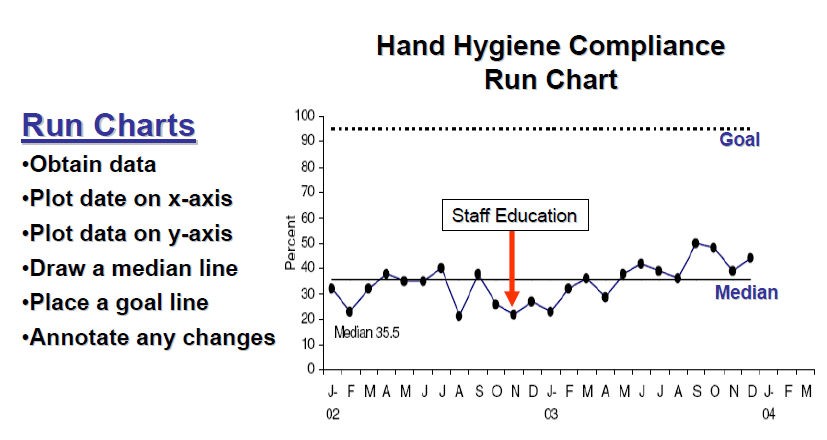 Hand Hygiene Compliance
Run Chart
Run Charts
•Obtain data
•Plot date on x-axis
•Plot data on y-axis
•Draw a median line
•Place a goal line
•Annotate any changes
Percent
100
90
80
70
60
50
40
30
20
10
0
Goal
Staff Education
Median
Median 35.5
J- F M A M J J A S O N D J- F M A M J J A S O N D J- F M
02 03 04